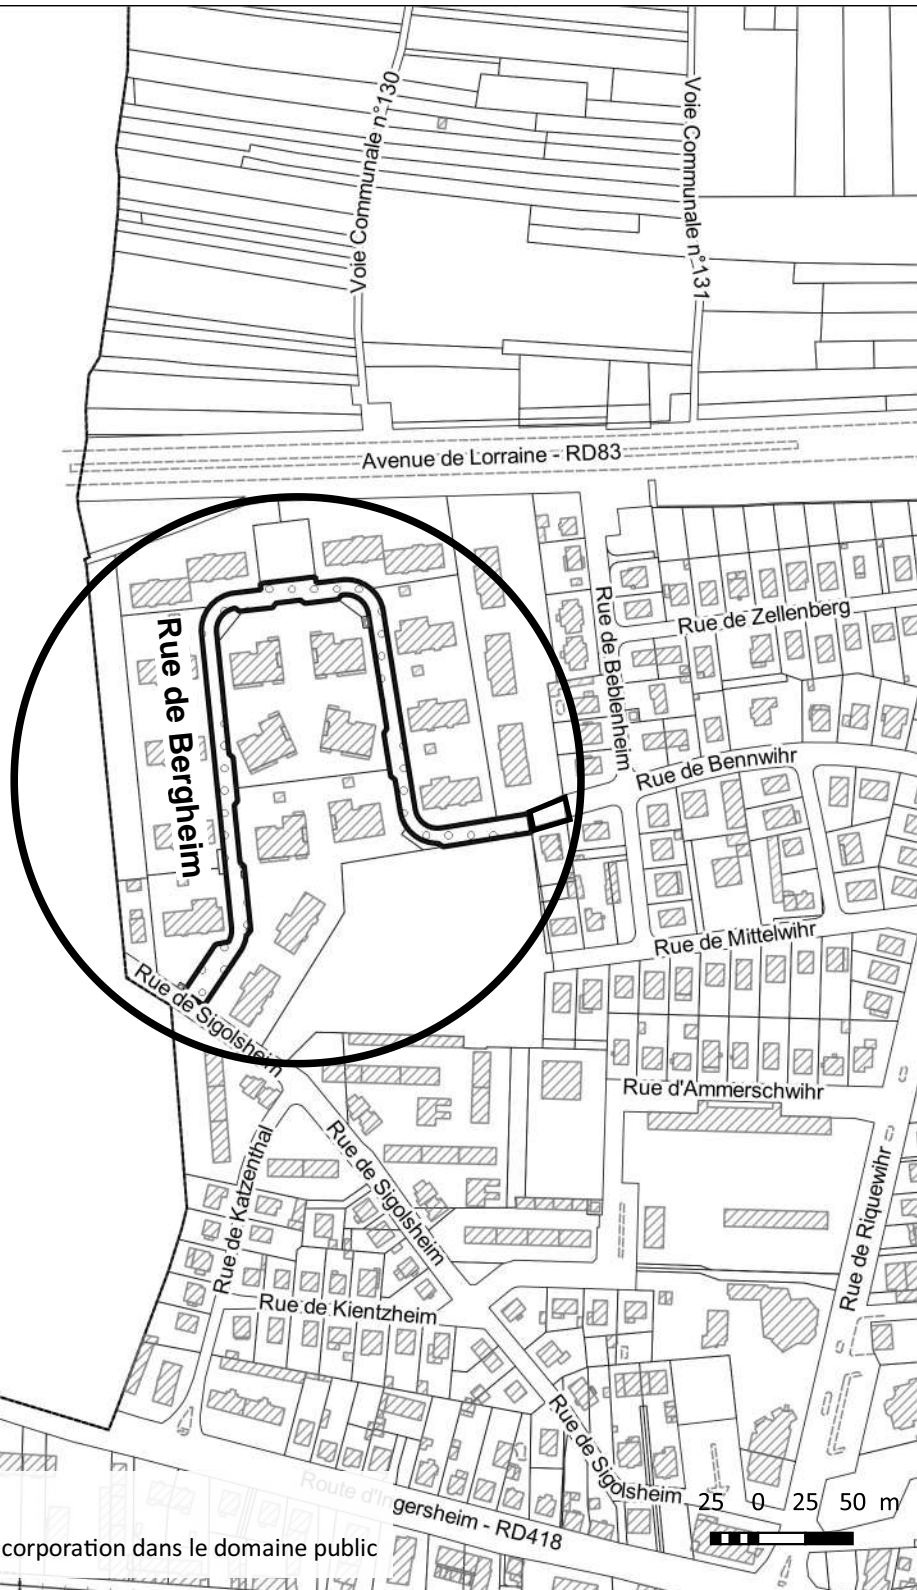 Voie Communale n°130
Voie Communale n°131
Avenue de Lorraine - RD83
Rue de Bergheim
Rue de Beblenheim
Rue de Zellenberg
Rue de Bennwihr
Rue de Mittelwihr
Rue de Sigolsheim
Rue d'Ammerschwihr
Rue de Katzenthal
Rue de Sigolsheim
Rue de Riquewihr
Rue de Kientzheim
Rue de Sigolsheim
Route d'Ingersheim - RD418
25 0 25 50 m
corporation dans le domaine public